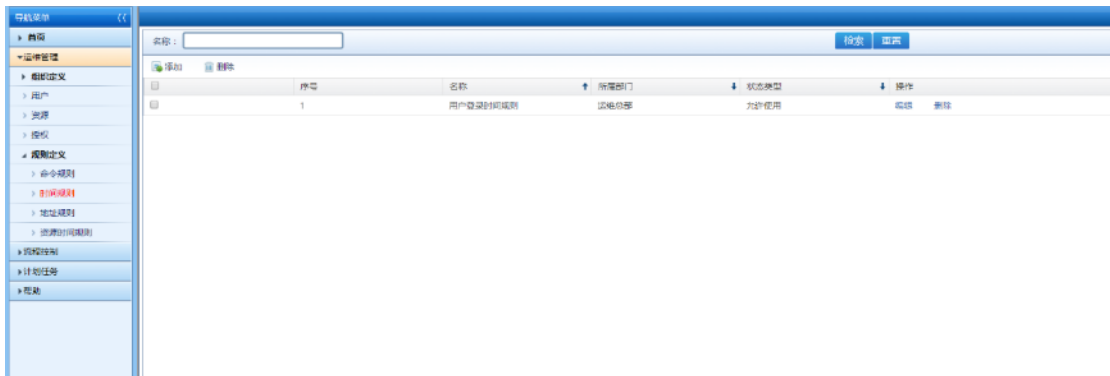 导航菜单
首页
运维管理
组织定义
用户
资源
授权
规则定义
命令规则
时间规则
地址规则
资源时间规则
流程控制
计划任务
帮助
名称：
检索 重置
添加 删除
序号 名称 所属部门 状态类型 操作
1 用户登录时间规则 运维总部 允许使用 编辑 删除